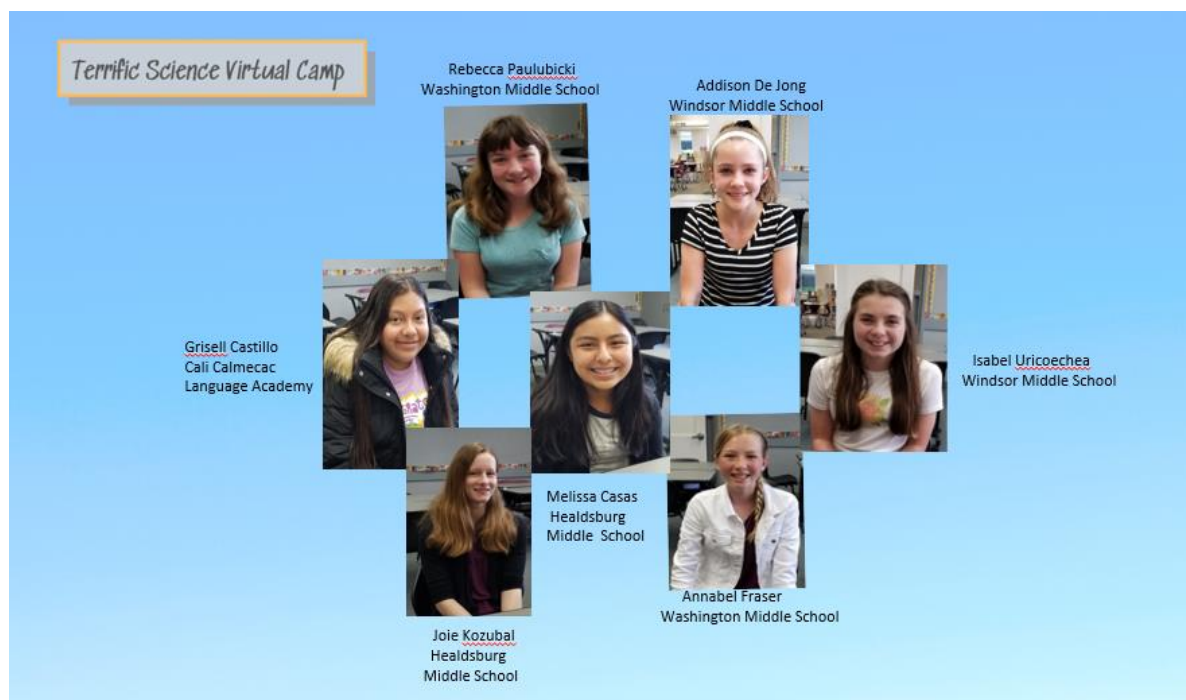 Terrific Science Virtual Camp
Rebecca Paulubicki
Washington Middle School
Addison De Jong
Windsor Middle School
Grisell Castillo
Cali Calmecac
Language Academy
Isabel Uricoechea
Windsor Middle School
Melissa Casas
Healdsburg
Middle School
Annabel Fraser
Washington Middle School
Joie Kozubal
Healdsburg
Middle School